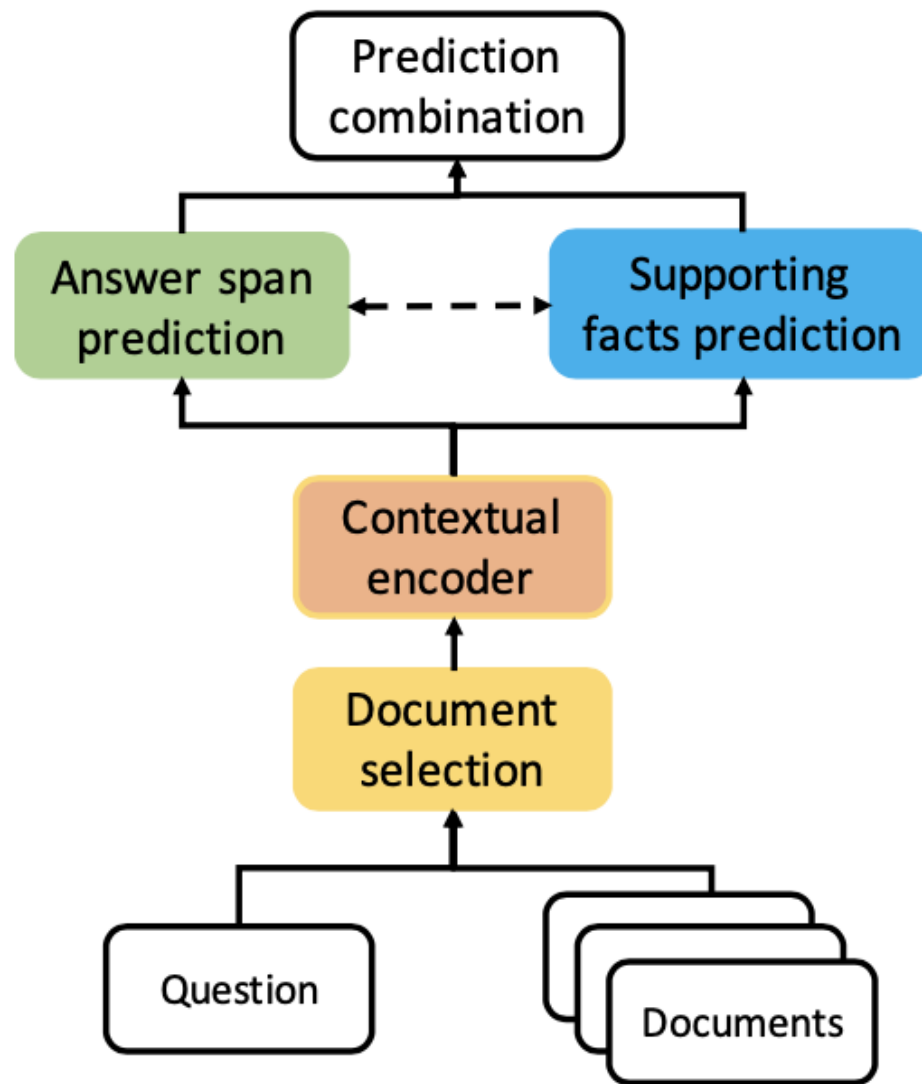 Prediction
combination
Answer span
prediction
Supporting
facts prediction
Contextual
encoder
Document
selection
Question
Documents